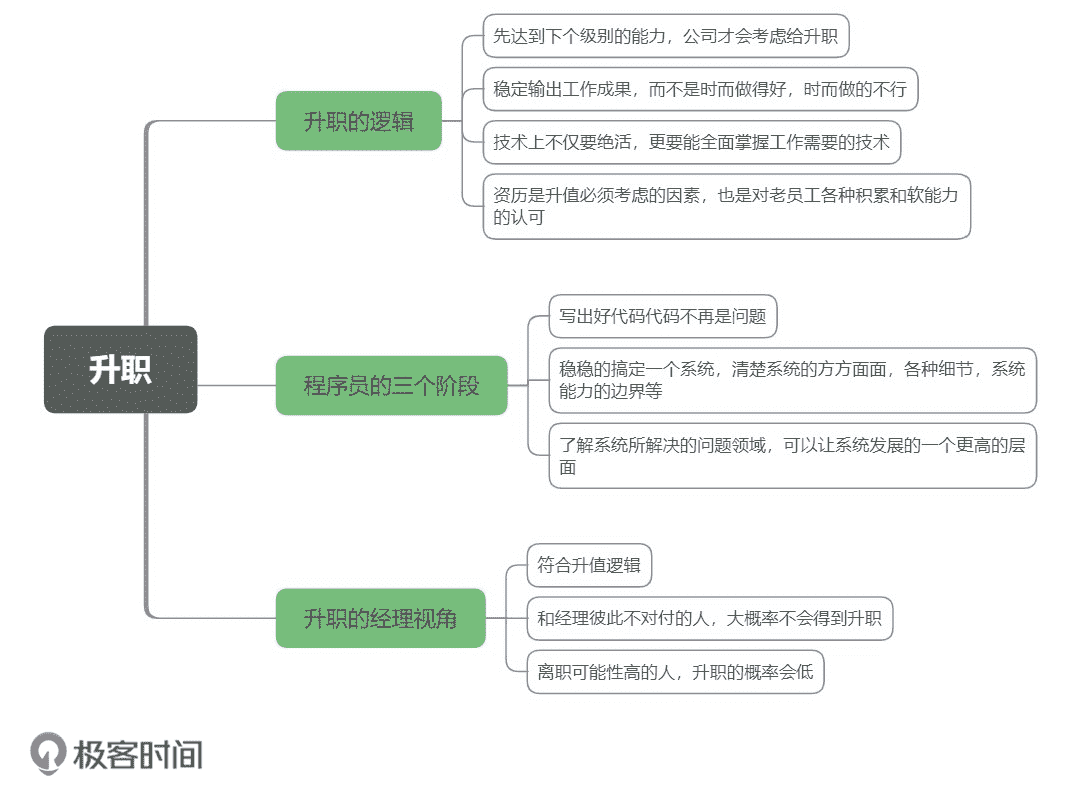 升职
升职的逻辑
先达到下个级别的能力，公司才会考虑给升职
稳定输出工作成果，而不是时而做得好，时而做的不行
技术上不仅要绝活，更要能全面掌握工作需要的技术
资历是升值必须考虑的因素，也是对老员工各种积累和软能力
的认可
程序员的三个阶段
写出好代码代码不再是问题
稳稳的搞定一个系统，清楚系统的方方面面，各种细节，系统
能力的边界等
了解系统所解决的问题领域，可以让系统发展的一个更高的层
面
升职的经理视角
符合升值逻辑
和经理彼此不对付的人，大概率不会得到升职
离职可能性高的人，升职的概率会低
极客时间